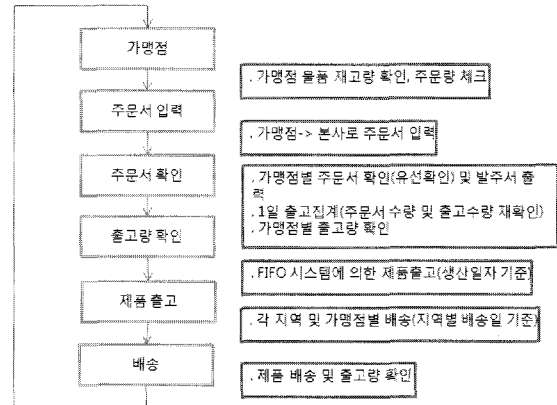 가맹점
. 가맹점 물품 재고량 확인, 주문량 체크
주문서 입력
. 가맹점-> 본사로 주문서 입력
주문서 확인
. 가맹점별 주문서 확인(유선확인) 및 발주서 출
력
. 1일 출고집계(주문서 수량 및 출고수량 재확인)
. 가맹점별 출고량 확인
출고량 확인
. FIFO 시스템에 의한 제품출고(생산일자 기준)
제품 출고
. 각 지역 및 가맹점별 배송(지역별 배송일 기준)
배송
. 제품 배송 및 출고량 확인